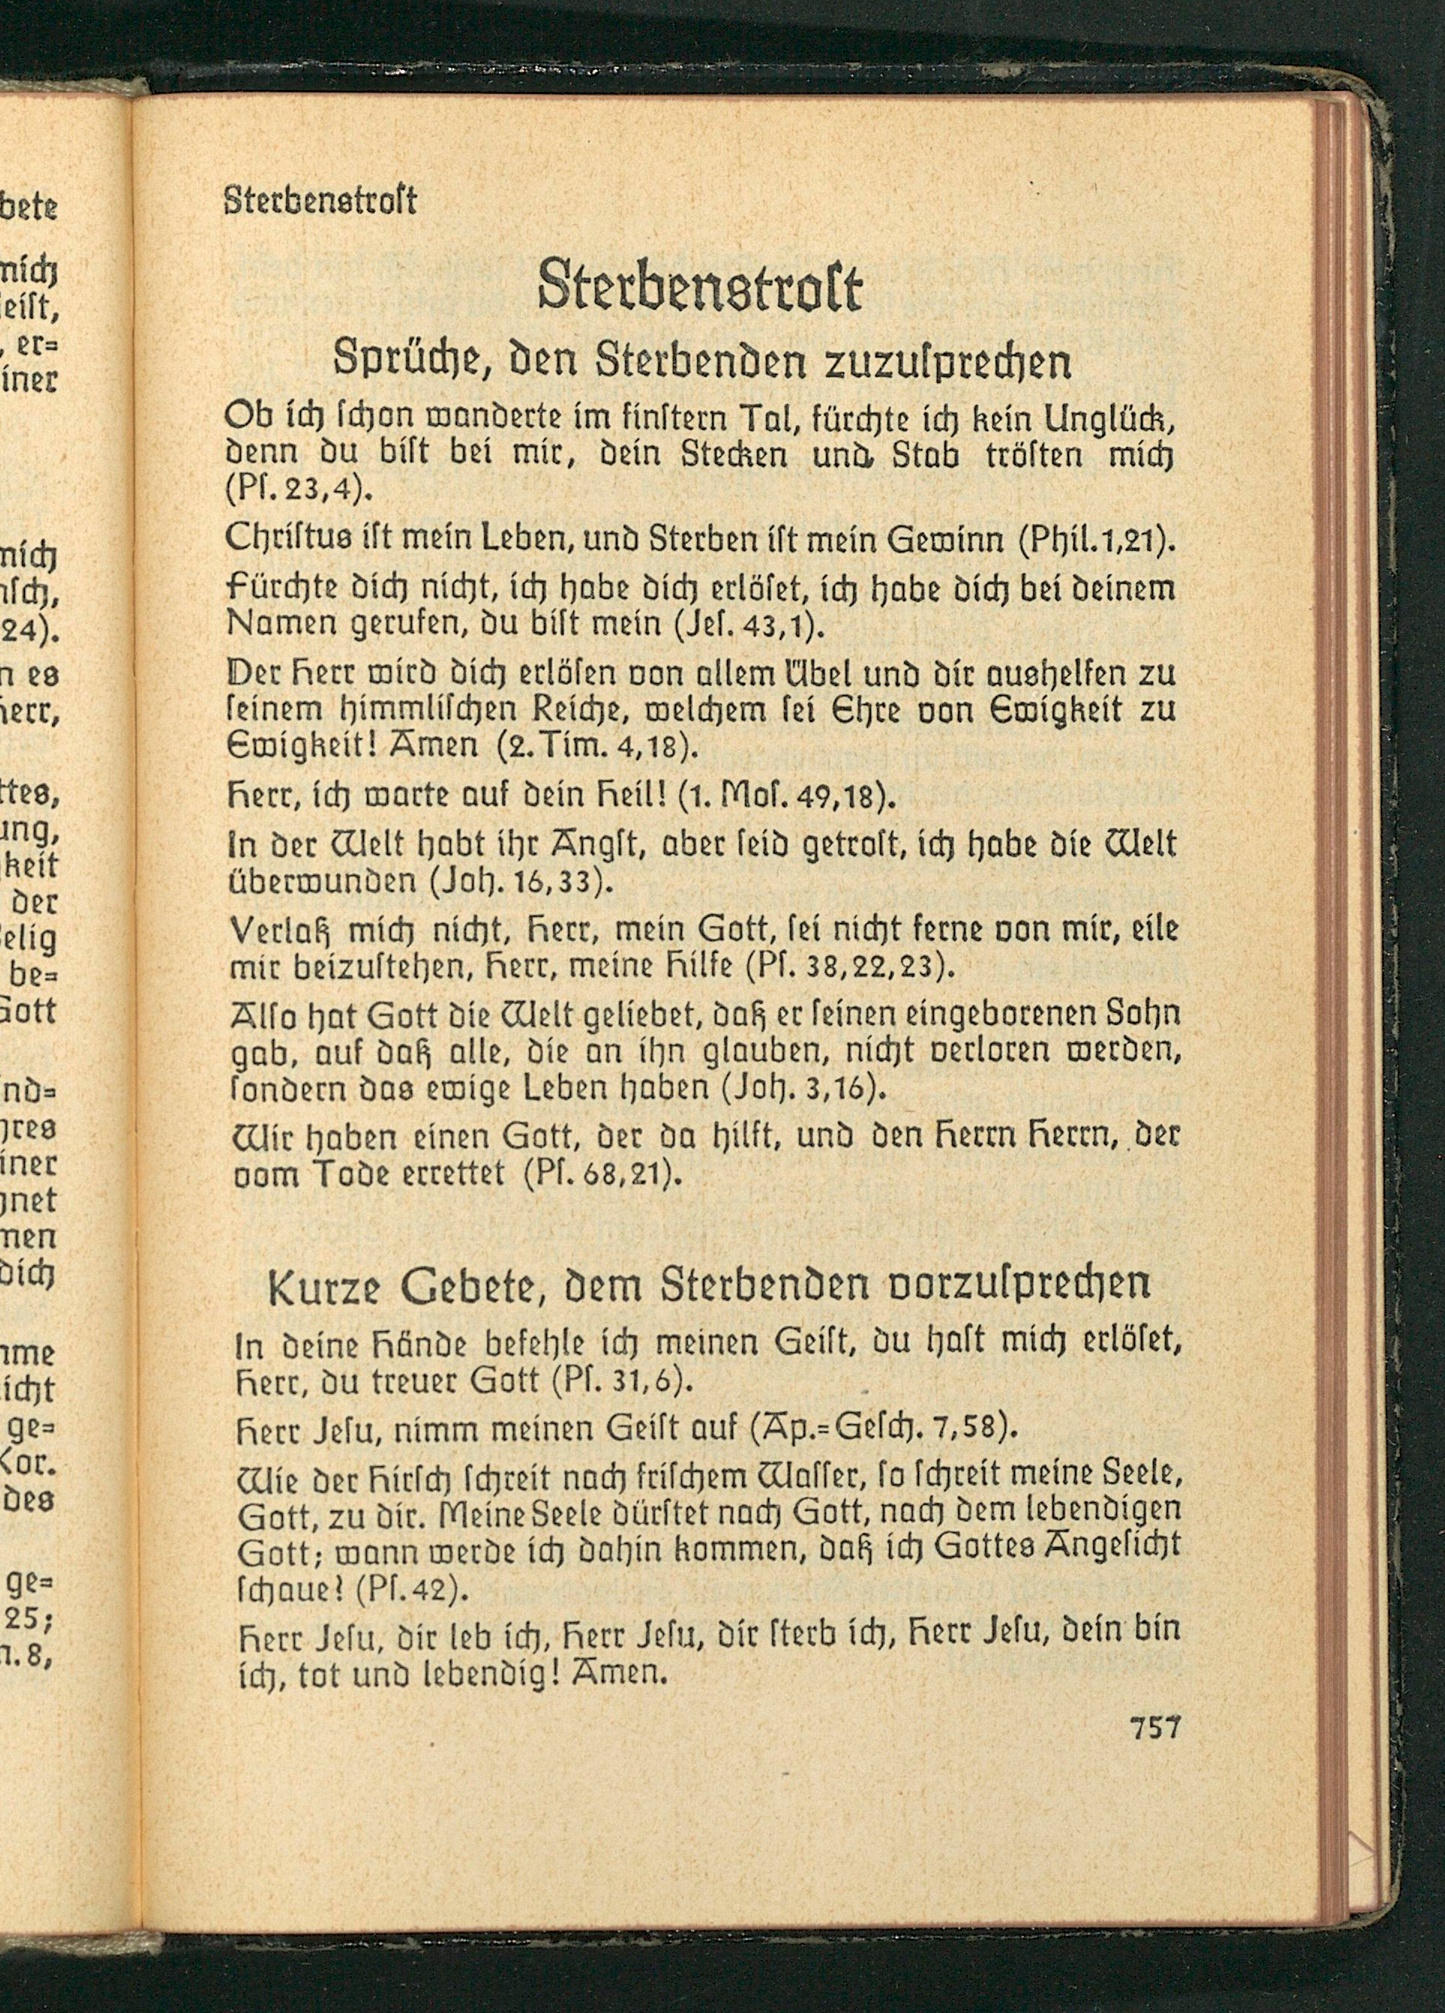 Sterbenstroſt
Sterbenstroſt
Sprüche, den Sterbenden zuzuſprechen
Ob ich ſchon wanderte im finſtern Tal, fürchte ich kein Unglück,
denn du biſt bei mir, dein Stecken und Stab tröſten mich
(Pſ. 23,4).
Chriſtus iſt mein Leben, und Sterben iſt mein Gewinn (Phil. 1,21).
Fürchte dich nicht, ich habe dich erlöſet, ich habe dich bei deinem
Namen gerufen, du biſt mein (Jeſ. 43,1).
Der Herr wird dich erlöſen von allem Übel und dir aushelfen zu
ſeinem himmliſchen Reiche, welchem ſei Ehre von Ewigkeit zu
Ewigkeit! Amen (2. Tim. 4,18).
Herr, ich warte auf dein Heil! (1. Moſ. 49,18).
In der Welt habt ihr Angſt, aber ſeid getroſt, ich habe die Welt
überwunden (Joh. 16,33).
Verlaß mich nicht, Herr, mein Gott, ſei nicht ferne von mir, eile
mir beizuſtehen, Herr, meine Hilfe (Pſ. 38,22,23).
Alſo hat Gott die Welt geliebet, daß er ſeinen eingeborenen Sohn
gab, auf daß alle, die an ihn glauben, nicht verloren werden,
ſondern das ewige Leben haben (Joh. 3,16).
Wir haben einen Gott, der da hilft, und den Herrn Herrn, der
vom Tode errettet (Pſ. 68,21).
Kurze Gebete, dem Sterbenden vorzuſprechen
In deine Hände befehle ich meinen Geiſt, du haſt mich erlöſet,
Herr, du treuer Gott (Pſ. 31,6).
Herr Jeſu, nimm meinen Geiſt auf (Ap.=Geſch. 7,58).
Wie der Hirſch ſchreit nach friſchem Waſſer, ſo ſchreit meine Seele,
Gott, zu dir. Meine Seele dürſtet nach Gott, nach dem lebendigen
Gott; wann werde ich dahin kommen, daß ich Gottes Angeſicht
ſchaue? (Pſ. 42).
Herr Jeſu, dir leb ich, Herr Jeſu, dir ſterb ich, Herr Jeſu, dein bin
ich, tot und lebendig! Amen.
757